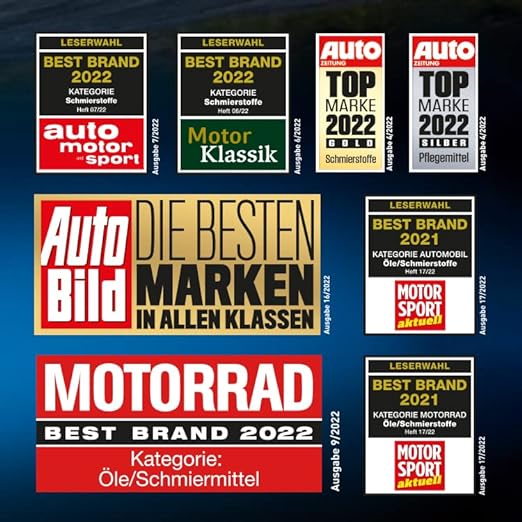 LESERWAHL
BEST BRAND
2022
KATEGORIE
Schmierstoffe
Heft 07/22
auto
motor
und sport
Ausgabe 7/2022
LESERWAHL
BEST BRAND
2022
KATEGORIE
Schmierstoffe
Heft 06/22
Motor
Klassik
Ausgabe 6/2022
Auto
ZEITUNG
TOP
MARKE
2022
GOLD
Schmierstoffe
Ausgabe 4/2022
Auto
ZEITUNG
TOP
MARKE
2022
SILBER
Pflegemittel
Ausgabe 4/2022
Auto
Bild
DIE BESTEN
MARKEN
IN ALLEN KLASSEN
Ausgabe 16/2022
LESERWAHL
BEST BRAND
2021
KATEGORIE AUTOMOBIL
Öle/Schmierstoffe
Heft 17/22
MOTOR
SPORT
aktuell
Ausgabe 17/2022
MOTORRAD
BEST BRAND 2022
Kategorie:
Öle/Schmiermittel
Ausgabe 9/2022
LESERWAHL
BEST BRAND
2021
KATEGORIE MOTORRAD
Öle/Schmierstoffe
Heft 17/22
MOTOR
SPORT
aktuell
Ausgabe 17/2022